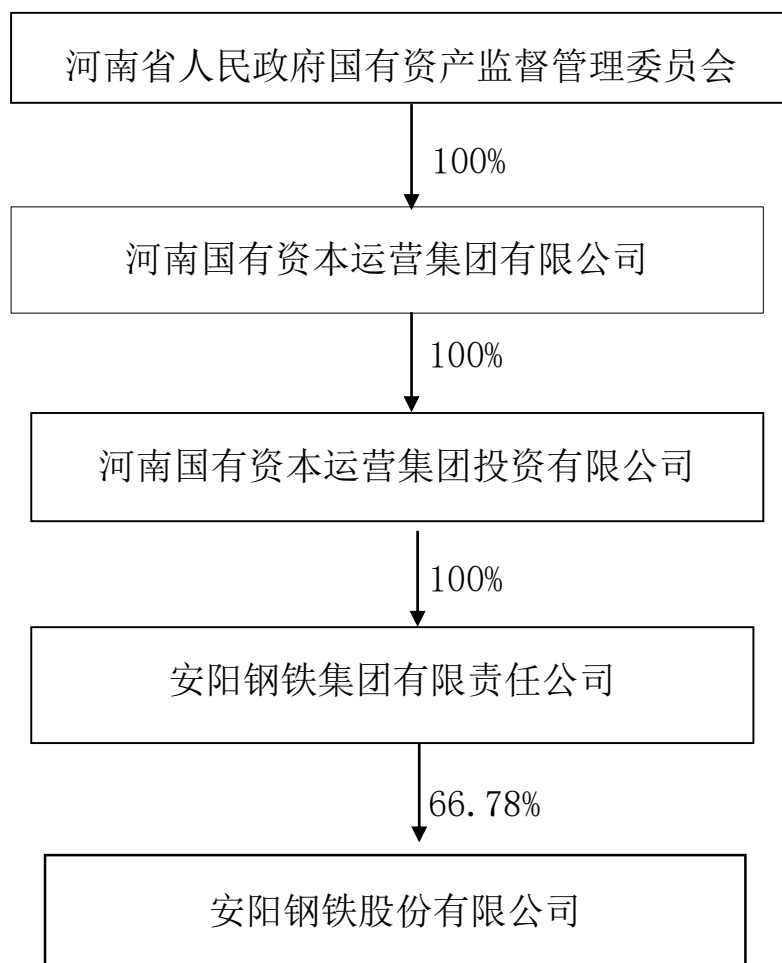 河南省人民政府国有资产监督管理委员会
100%
河南国有资本运营集团有限公司
100%
河南国有资本运营集团投资有限公司
100%
安阳钢铁集团有限责任公司
66.78%
安阳钢铁股份有限公司